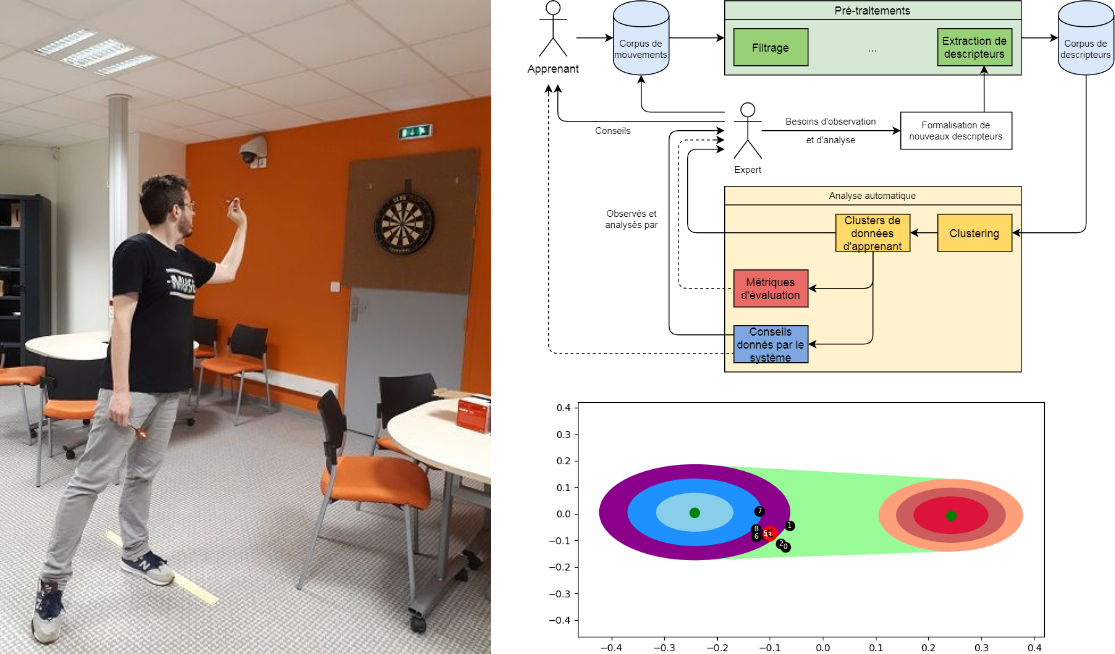 MUSE
Pré-traitements
Filtrage
...
Extraction de
descripteurs
Corpus de
mouvements
Corpus de
descripteurs
Apprenant
Conseils
Expert
Besoins d'observation
et d'analyse
Formalisation de
nouveaux descripteurs
Observés et
analysés par
Analyse automatique
Clusters de
données
d'apprenant
Clustering
Métriques
d'évaluation
Conseils
donnés par le
système
0.4
0.3
0.2
0.1
0.0
−0.1
−0.2
−0.3
−0.4
7
1
8
6
2
0
−0.4
−0.3
−0.2
−0.1
0.0
0.1
0.2
0.3
0.4